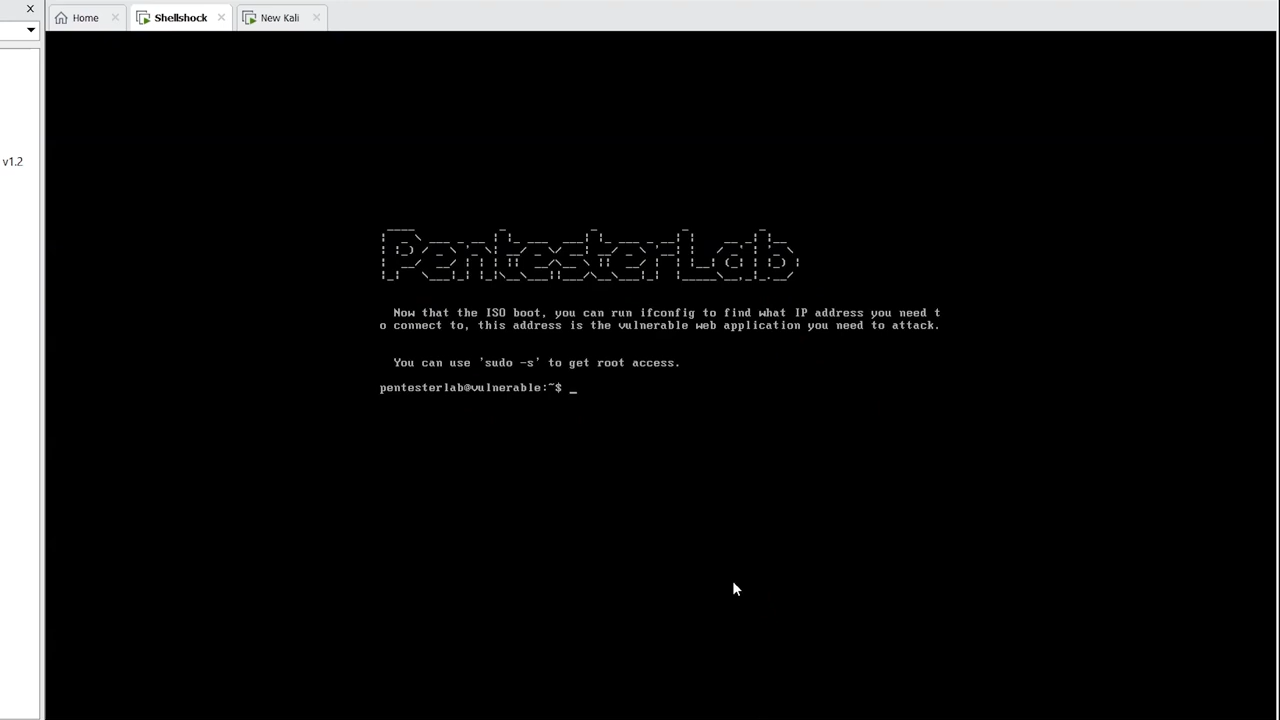 Home
Shellshock
New Kali
v1.2
PentesterLab
Now that the ISO boot, you can run ifconfig to find what IP address you need t
o connect to, this address is the vulnerable web application you need to attack.
You can use 'sudo -s' to get root access.
pentesterlab@vulnerable:~$ _